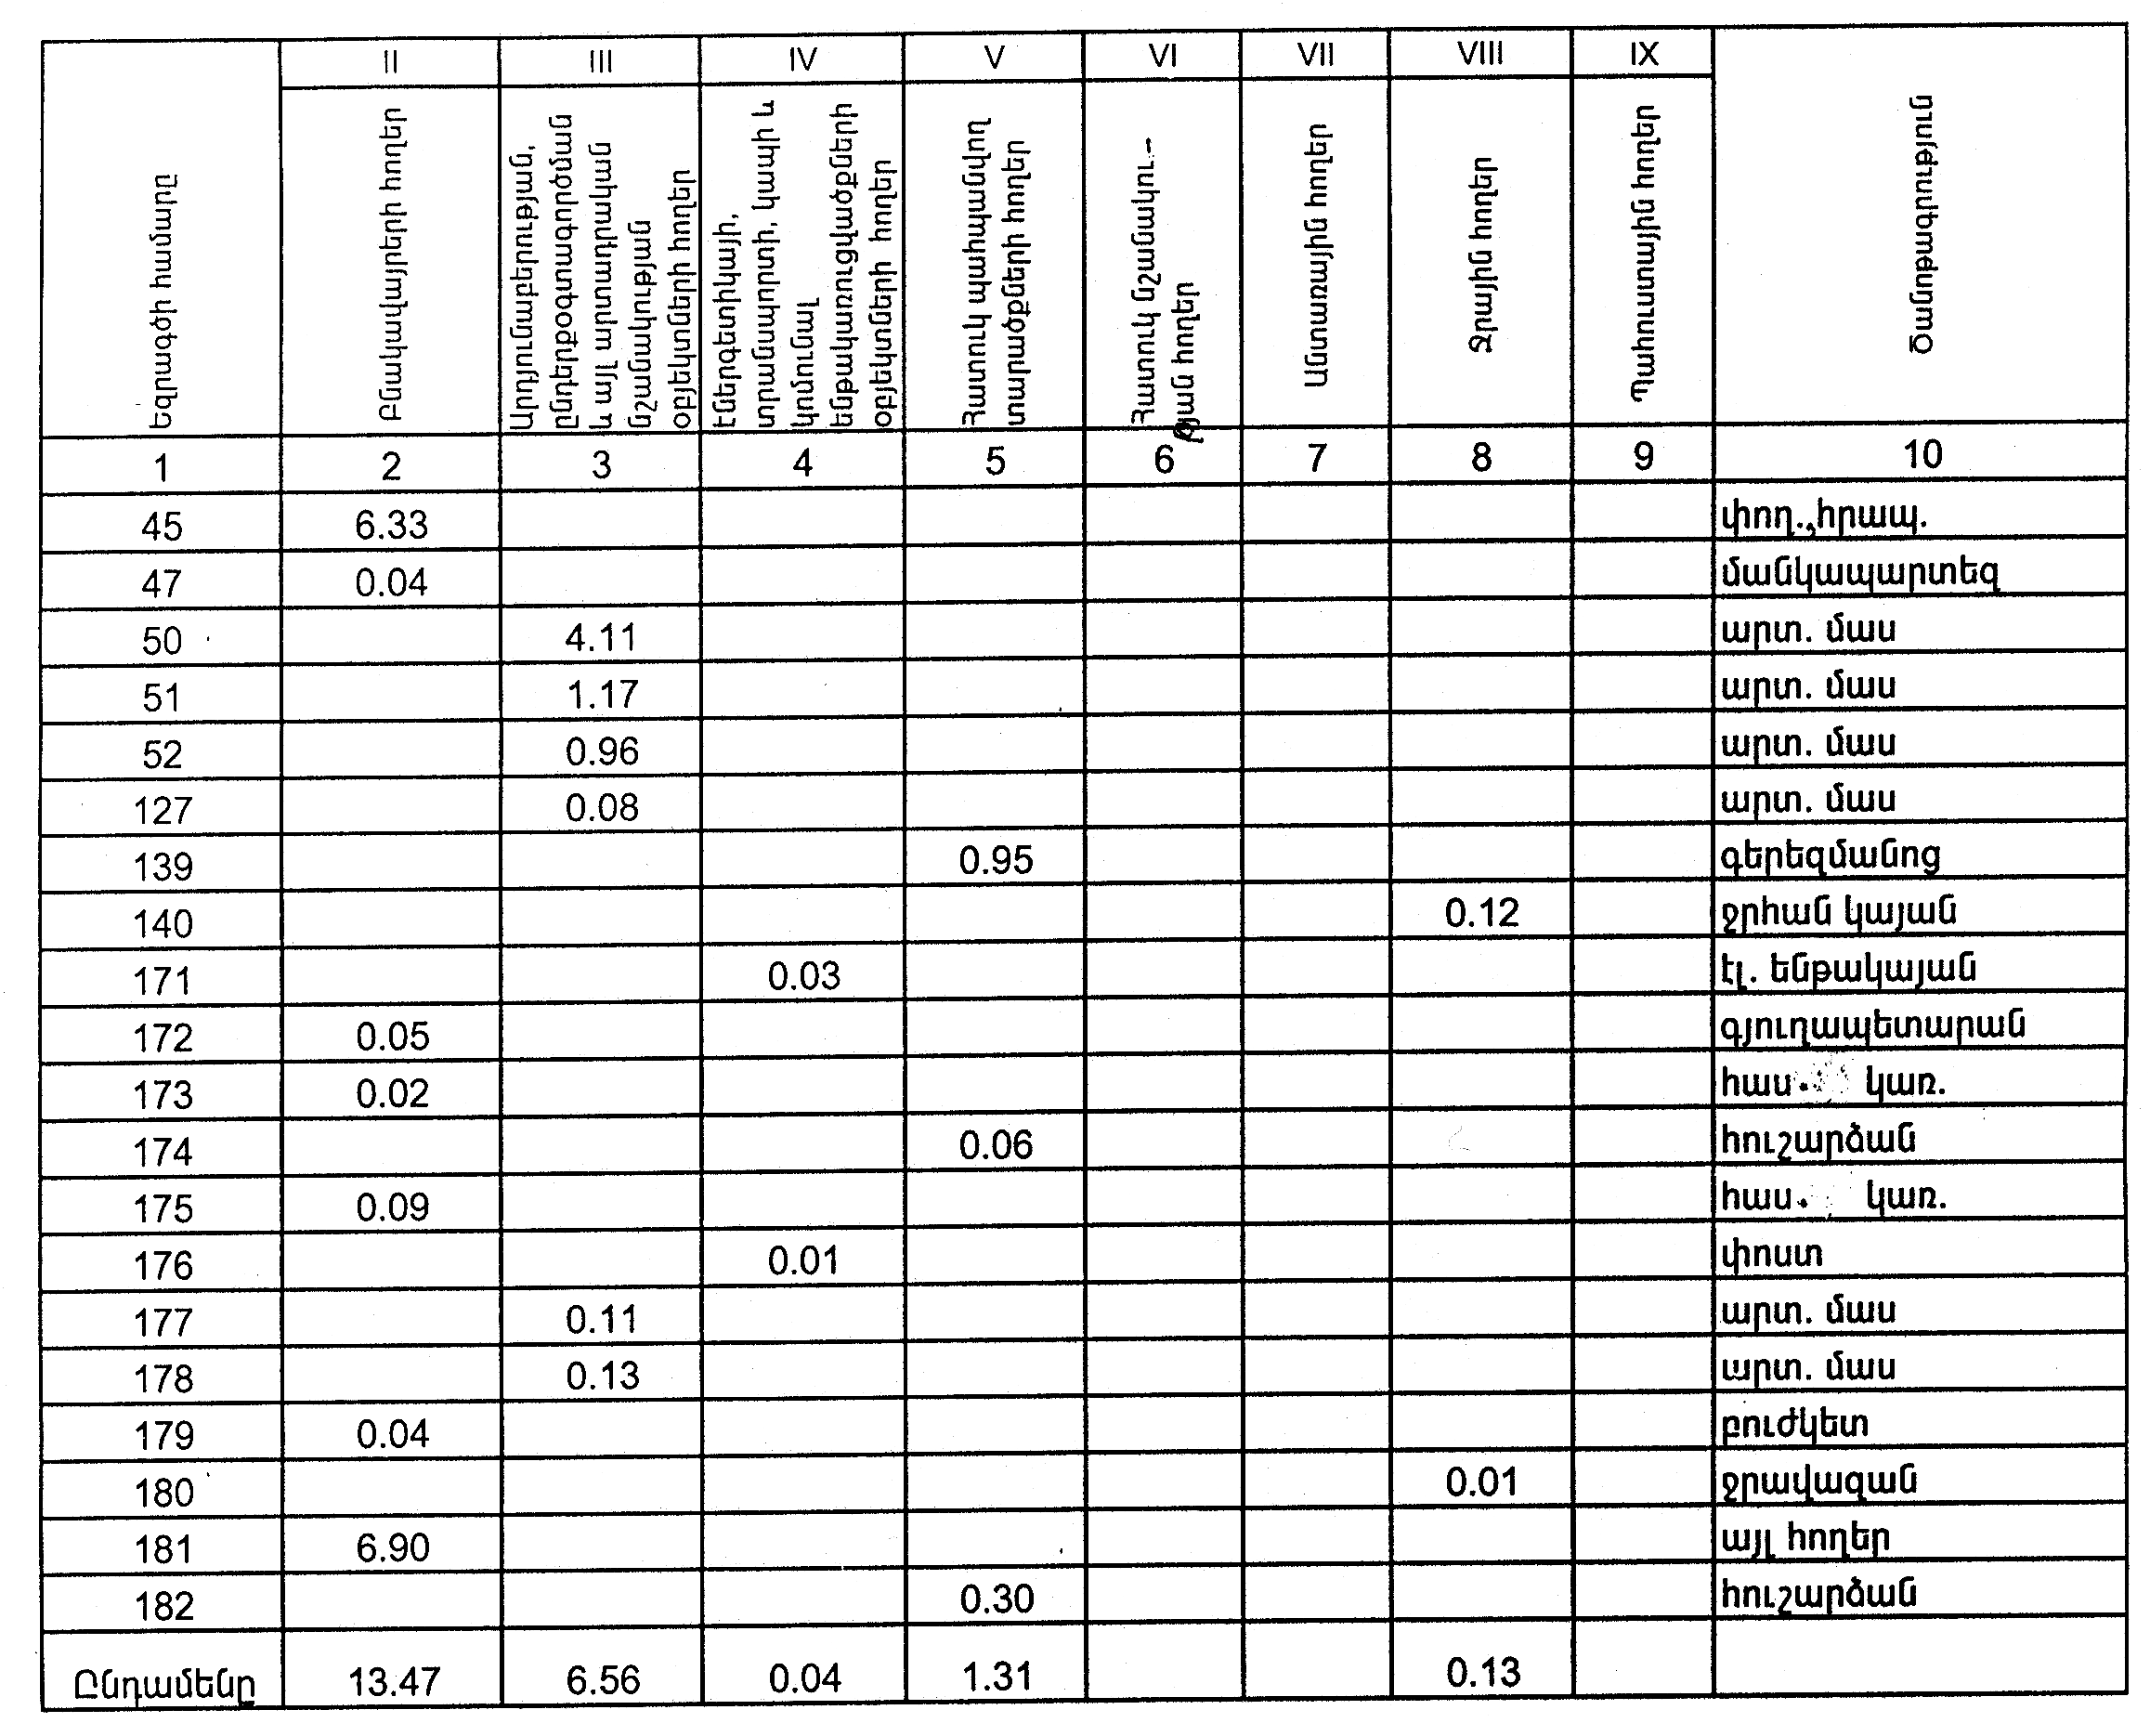 II III IV V VI VII VIII IX
Եզրագծի համարը
Բնակավայրերի հողեր
Արդյունաբերության,
ընդերքօգտագործման
և այլ արտադրական
նշանակության
օբյեկտների հողեր
Էներգետիկայի,
տրանսպորտի, կապի և
կոմունալ
ենթակառուցվածքների
օբյեկտների հողեր
Հատուկ պահպանվող
տարածքների հողեր
Հատուկ նշանակու-
թյան հողեր
Անտառային հողեր
Ջրային հողեր
Պահուստային հողեր
Ծանոթություն
1 2 3 4 5 6 7 8 9 10
45 6.33 փող.,հրապ.
47 0.04 մանկապարտեզ
50 4.11 արտ. մաս
51 1.17 արտ. մաս
52 0.96 արտ. մաս
127 0.08 արտ. մաս
139 0.95 գերեզմանոց
140 0.12 ջրհան կայան
171 0.03 էլ. ենթակայան
172 0.05 գյուղապետարան
173 0.02 հաս. կառ.
174 0.06 հուշարձան
175 0.09 հաս. կառ.
176 0.01 փոստ
177 0.11 արտ. մաս
178 0.13 արտ. մաս
179 0.04 բուժկետ
180 0.01 ջրավազան
181 6.90 այլ հողեր
182 0.30 հուշարձան
Ընդամենը 13.47 6.56 0.04 1.31 0.13